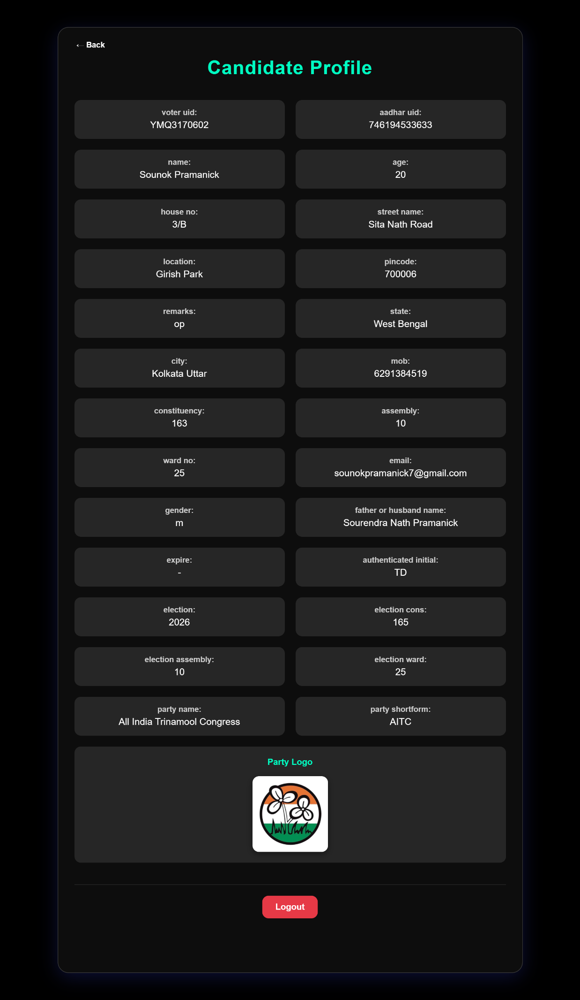 ← Back
Candidate Profile
voter uid:
YMQ3170602
aadhar uid:
746194533633
name:
Sounok Pramanick
age:
20
house no:
3/B
street name:
Sita Nath Road
location:
Girish Park
pincode:
700006
remarks:
op
state:
West Bengal
city:
Kolkata Uttar
mob:
6291384519
constituency:
163
assembly:
10
ward no:
25
email:
sounokpramanick7@gmail.com
gender:
m
father or husband name:
Sourendra Nath Pramanick
expire:
-
authenticated initial:
TD
election:
2026
election cons:
165
election assembly:
10
election ward:
25
party name:
All India Trinamool Congress
party shortform:
AITC
Party Logo
Logout